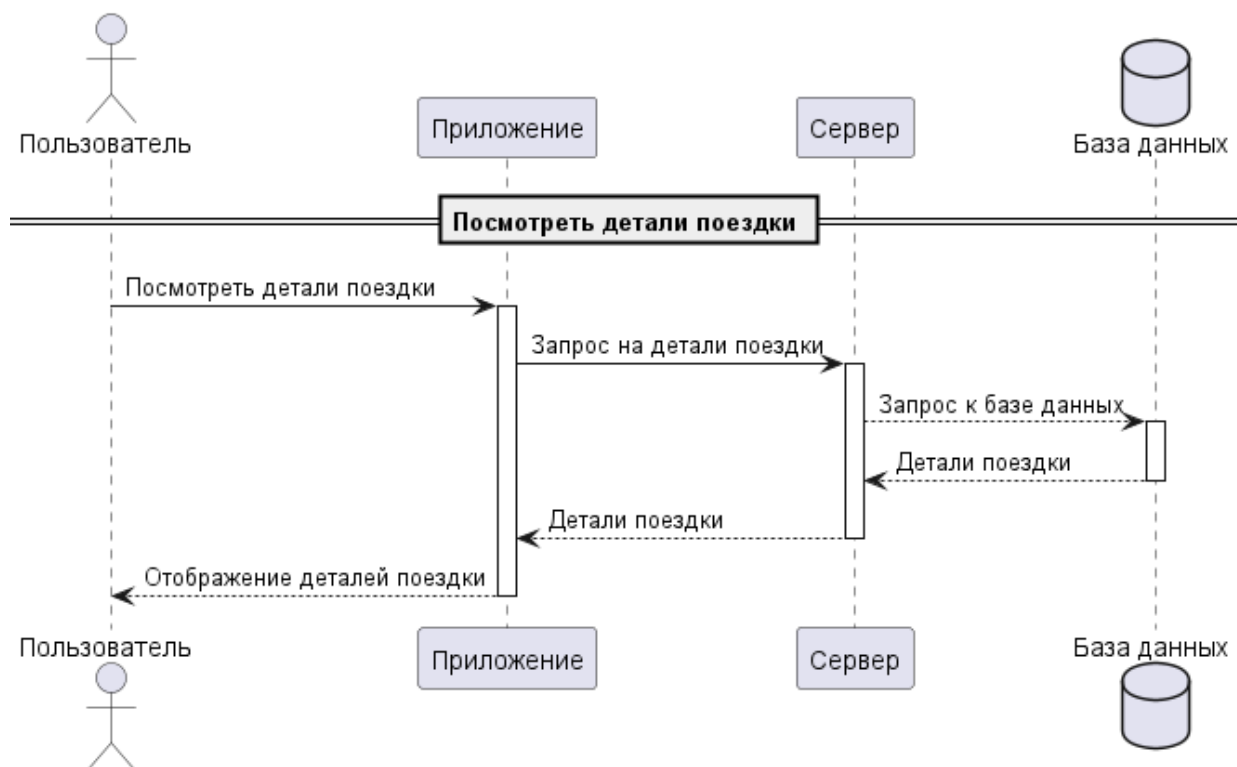 Пользователь
Приложение
Сервер
База данных
Посмотреть детали поездки
Посмотреть детали поездки
Запрос на детали поездки
Запрос к базе данных
Детали поездки
Детали поездки
Отображение деталей поездки
Пользователь
Приложение
Сервер
База данных